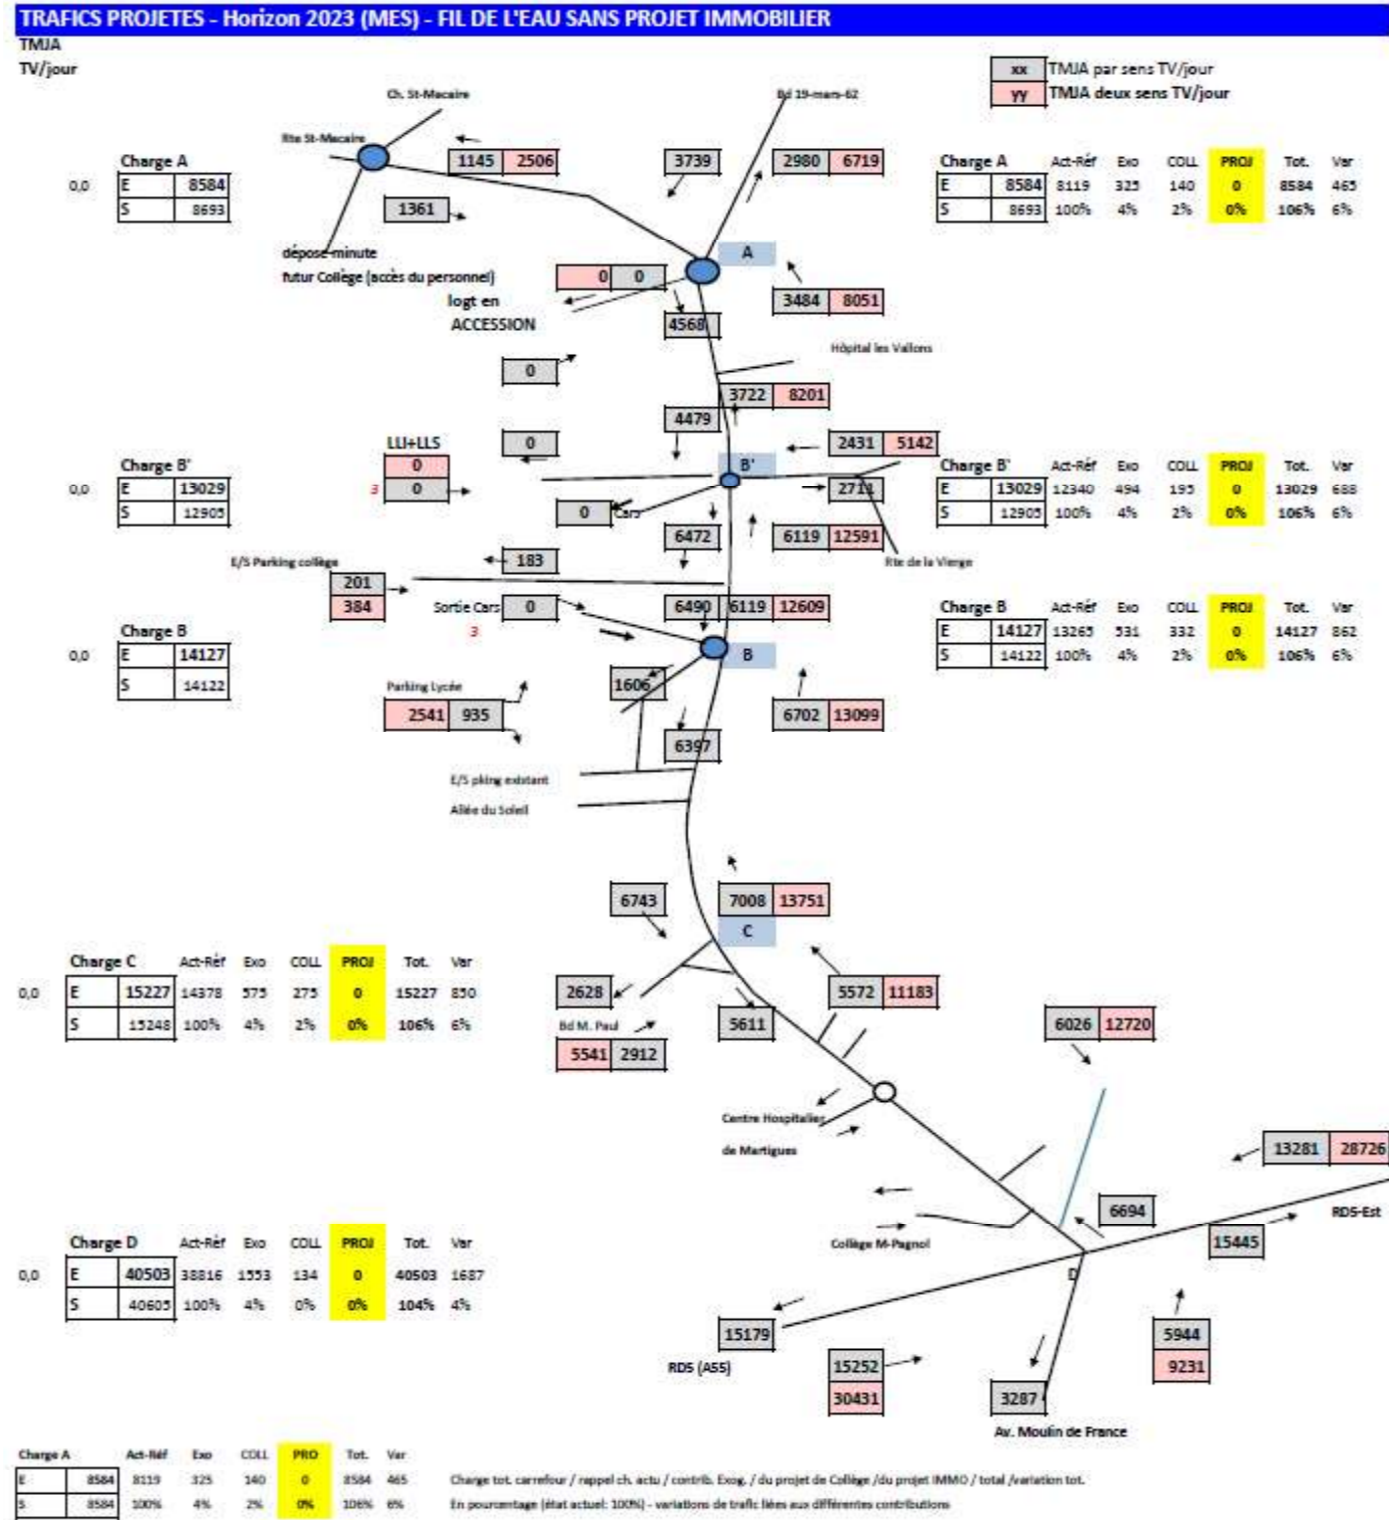 TRAFICS PROJETES - Horizon 2023 (MES) - FIL DE L'EAU SANS PROJET IMMOBILIER
TMJA
TV/jour
xx TMJA par sens TV/jour
yy TMJA deux sens TV/jour
Ch. St-Macaire
Bd 19-mars-62
Rte St-Macaire
1145 2506
3739
2980 6719
Charge A
0,0 E 8584
S 8693
Charge A Act-Réf Exo COLL PROJ Tot. Var
E 8584 8119 325 140 0 8584 465
S 8693 100% 4% 2% 0% 106% 6%
1361
dépose-minute
futur Collège (accès du personnel)
A
0 0
logt en
ACCESSION
4568
3484 8051
Hôpital les Vallons
0
3722 8201
4479
LLI+LLS
0
2431 5142
0
3 0
B'
2711
Charge B'
0,0 E 13029
S 12905
Charge B' Act-Réf Exo COLL PROJ Tot. Var
E 13029 12340 494 195 0 13029 688
S 12905 100% 4% 2% 0% 106% 6%
0 Cars
6472
6119 12591
Rte de la Vierge
E/S Parking collège
183
201
384
Sortie Cars 0
3
6490 6119 12609
Charge B
0,0 E 14127
S 14122
Charge B Act-Réf Exo COLL PROJ Tot. Var
E 14127 13265 531 332 0 14127 862
S 14122 100% 4% 2% 0% 106% 6%
B
Parking Lycée
2541 935
1606
6702 13099
6397
E/S pking existant
Allée du Soleil
6743
7008 13751
C
Charge C Act-Réf Exo COLL PROJ Tot. Var
0,0 E 15227 14378 575 275 0 15227 850
S 15248 100% 4% 2% 0% 106% 6%
2628
Bd M. Paul
5541 2912
5611
5572 11183
6026 12720
Centre Hospitalier
de Martigues
13281 28726
RD5-Est
6694
15445
Collège M-Pagnol
D
Charge D Act-Réf Exo COLL PROJ Tot. Var
0,0 E 40503 38816 1553 134 0 40503 1687
S 40605 100% 4% 0% 0% 104% 4%
15179
RD5 (A55)
15252
30431
5944
9231
3287
Av. Moulin de France
Charge A Act-Réf Exo COLL PRO Tot. Var
E 8584 8119 325 140 0 8584 465
S 8584 100% 4% 2% 0% 106% 6%
Charge tot. carrefour / rappel ch. actu / contrib. Exog. / du projet de Collège /du projet IMMO / total /variation tot.
En pourcentage (état actuel: 100%) - variations de trafic liées aux différentes contributions